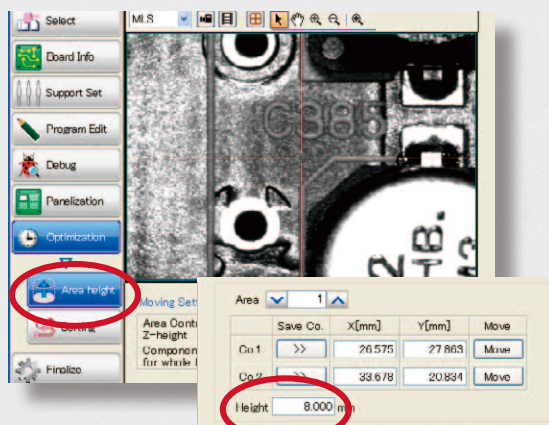 Select
MLS
Board Info
Support Set
Program Edit
Debug
Panelization
Optimization
Area height
Sorting
Finalize
C385
1B.
Moving Set
Area Cont
Z-height
Componen
for whole
Area 1
Save Co. X[mm] Y[mm] Move
Co.1 >> 26.575 27.863 Move
Co.2 >> 33.678 20.834 Move
Height 8.000 mm